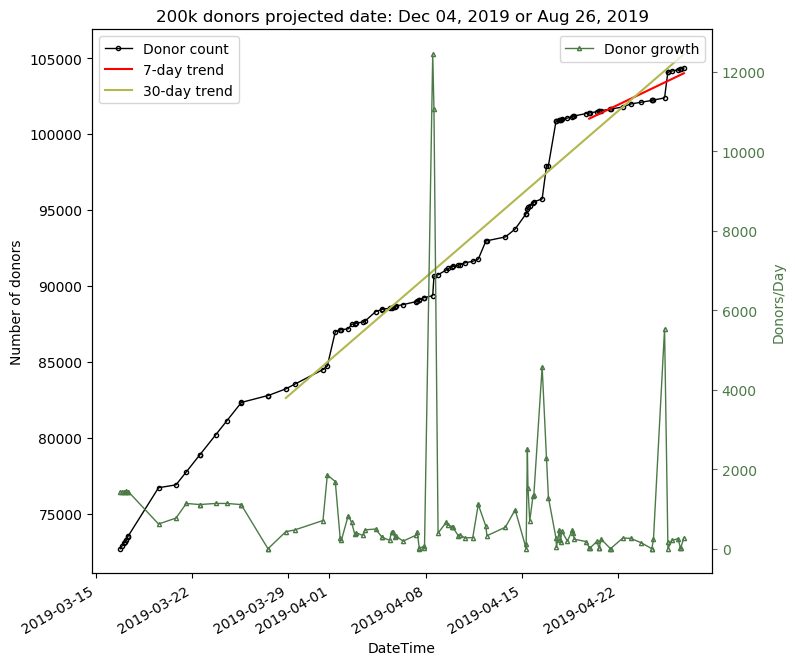 200k donors projected date: Dec 04, 2019 or Aug 26, 2019
Donor count
7-day trend
30-day trend
Donor growth
105000
100000
95000
90000
85000
80000
75000
Number of donors
12000
10000
8000
6000
4000
2000
0
Donors/Day
2019-03-15
2019-03-22
2019-03-29
2019-04-01
2019-04-08
2019-04-15
2019-04-22
DateTime